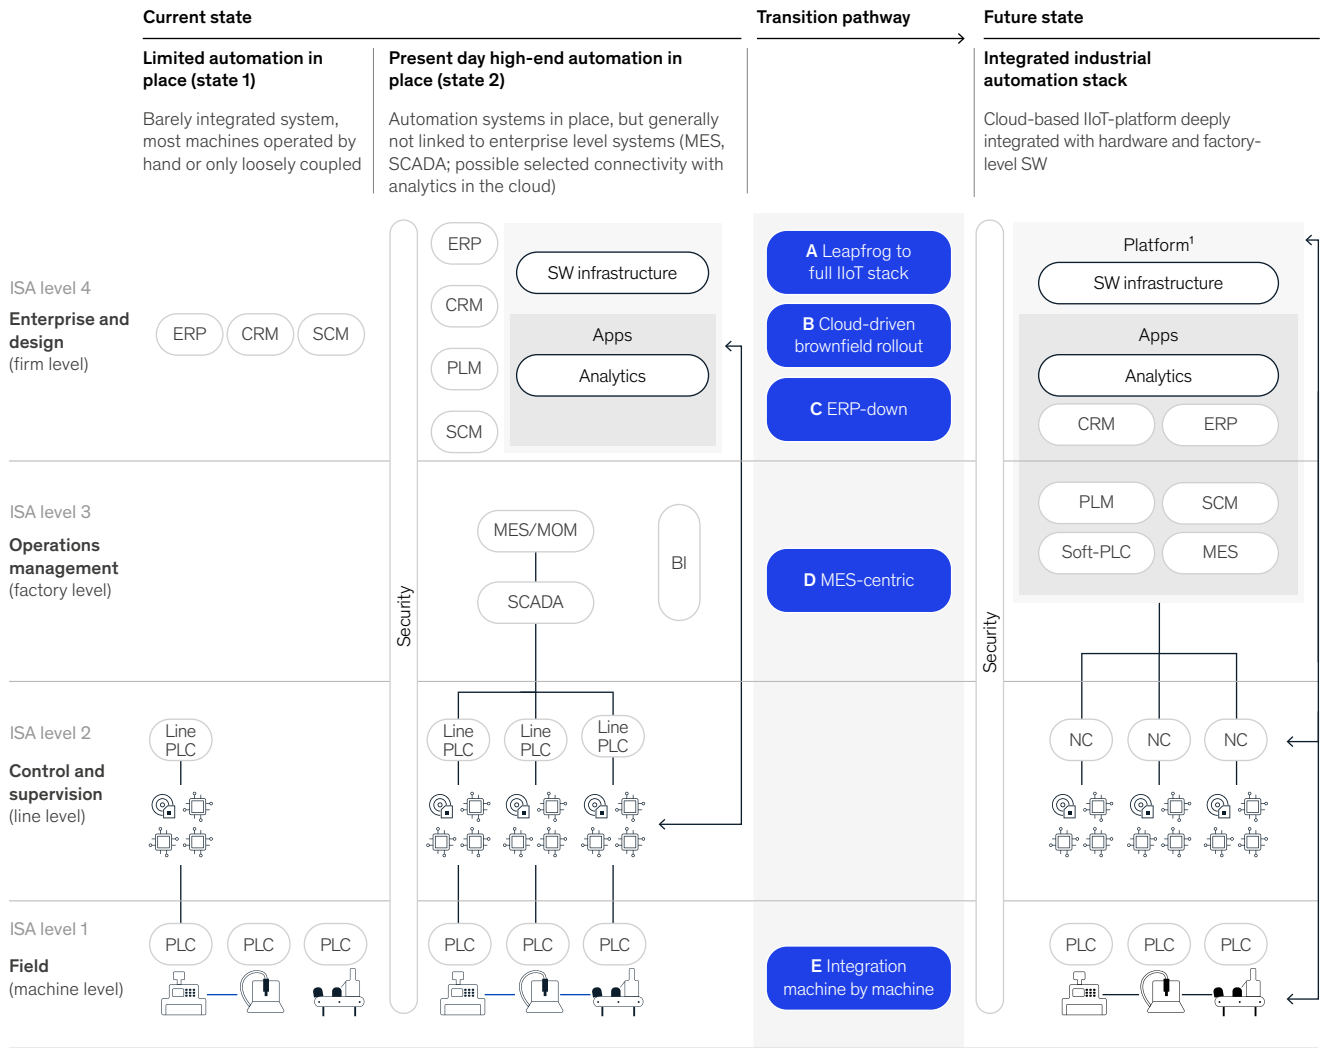 Current state
Transition pathway
Future state
Limited automation in
place (state 1)
Barely integrated system,
most machines operated by
hand or only loosely coupled
Present day high-end automation in
place (state 2)
Automation systems in place, but generally
not linked to enterprise level systems (MES,
SCADA; possible selected connectivity with
analytics in the cloud)
Integrated industrial
automation stack
Cloud-based IIoT-platform deeply
integrated with hardware and factory-
level SW
ISA level 4
Enterprise and
design
(firm level)
ERP
CRM
SCM
Security
ERP
CRM
PLM
SCM
SW infrastructure
Apps
Analytics
A Leapfrog to
full IIoT stack
B Cloud-driven
brownfield rollout
C ERP-down
Security
Platform¹
SW infrastructure
Apps
Analytics
CRM
ERP
ISA level 3
Operations
management
(factory level)
MES/MOM
SCADA
BI
D MES-centric
PLM
SCM
Soft-PLC
MES
ISA level 2
Control and
supervision
(line level)
Line
PLC
Line
PLC
Line
PLC
Line
PLC
NC
NC
NC
ISA level 1
Field
(machine level)
PLC
PLC
PLC
PLC
PLC
PLC
E Integration
machine by machine
PLC
PLC
PLC